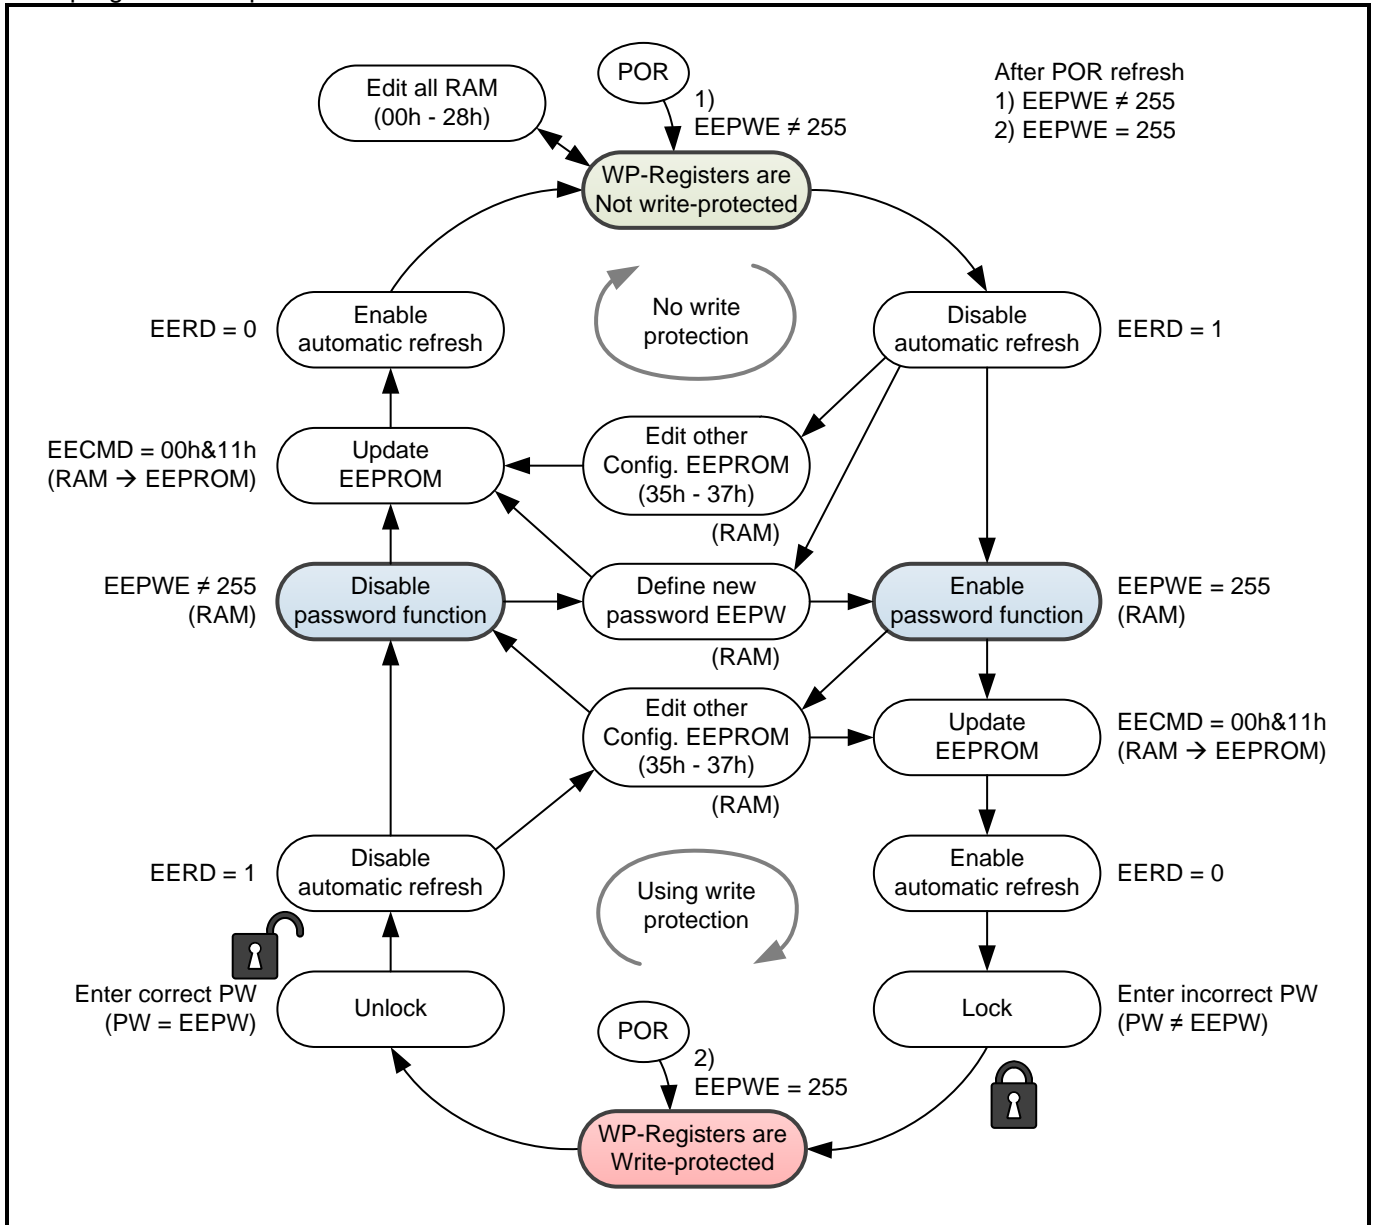 POR
Edit all RAM
(00h - 28h)
1)
EEPWE ≠ 255
After POR refresh
1) EEPWE ≠ 255
2) EEPWE = 255
WP-Registers are
Not write-protected
EERD = 0
Enable
automatic refresh
No write
protection
Disable
automatic refresh
EERD = 1
EECMD = 00h&11h
(RAM → EEPROM)
Update
EEPROM
Edit other
Config. EEPROM
(35h - 37h)
(RAM)
EEPWE ≠ 255
(RAM)
Disable
password function
Define new
password EEPW
(RAM)
Enable
password function
EEPWE = 255
(RAM)
Edit other
Config. EEPROM
(35h - 37h)
(RAM)
Update
EEPROM
EECMD = 00h&11h
(RAM → EEPROM)
EERD = 1
Disable
automatic refresh
Using write
protection
Enable
automatic refresh
EERD = 0
Enter correct PW
(PW = EEPW)
Unlock
Lock
Enter incorrect PW
(PW ≠ EEPW)
POR
2)
EEPWE = 255
WP-Registers are
Write-protected